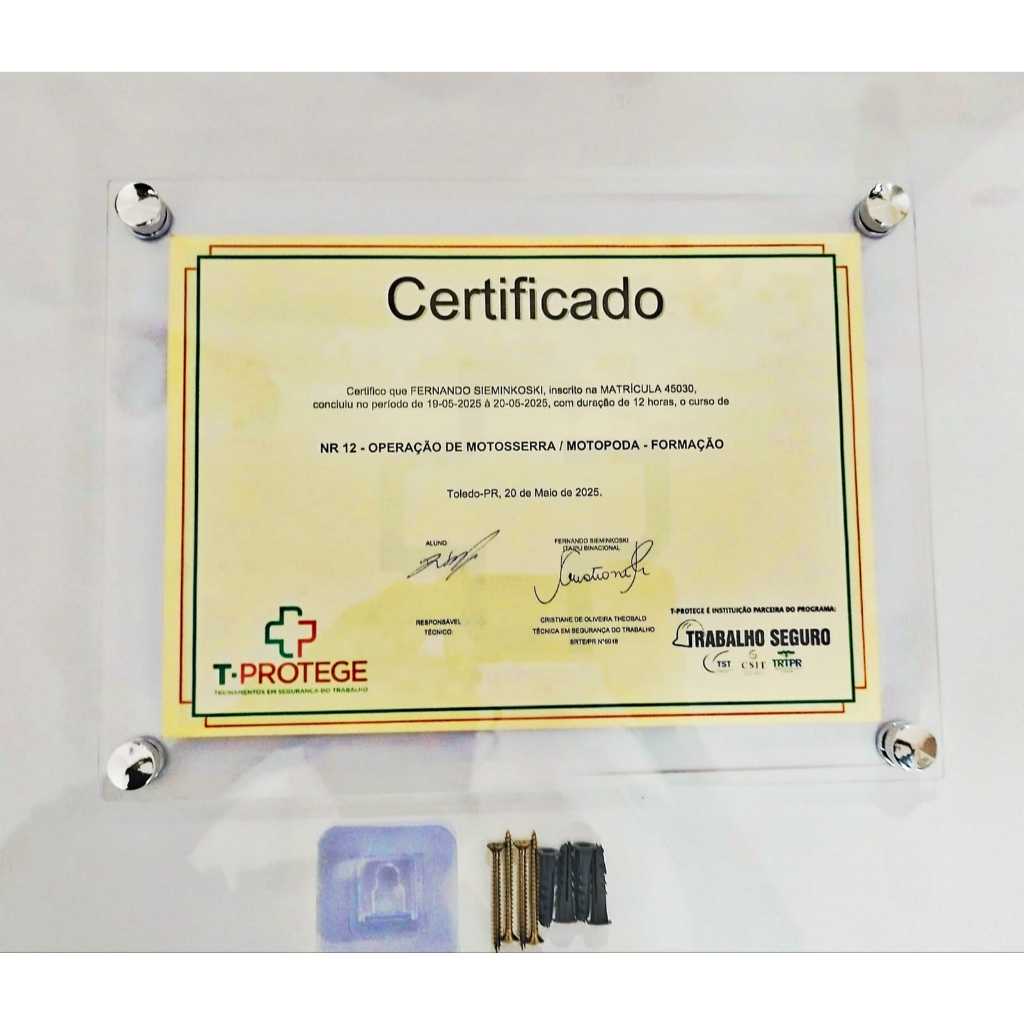 Certificado
Certifico que FERNANDO SIEMINKOSKI, inscrito na MATRÍCULA 45030,
concluiu no período de 19-05-2025 à 20-05-2025, com duração de 12 horas, o curso de
NR 12 - OPERAÇÃO DE MOTOSSERRA / MOTOPODA - FORMAÇÃO
Toledo-PR, 20 de Maio de 2025.
ALUNO
FERNANDO SIEMINKOSKI
ITAIPU BINACIONAL
RESPONSÁVEL
TÉCNICO:
CRISTIANE DE OLIVEIRA THEOBALD
TÉCNICA EM SEGURANÇA DO TRABALHO
SRTE/PR N°6018
T-PROTEGE
TREINAMENTOS EM SEGURANÇA DO TRABALHO
T-PROTEGE É INSTITUIÇÃO PARCEIRA DO PROGRAMA:
TRABALHO SEGURO
TST CSJT TRTPR